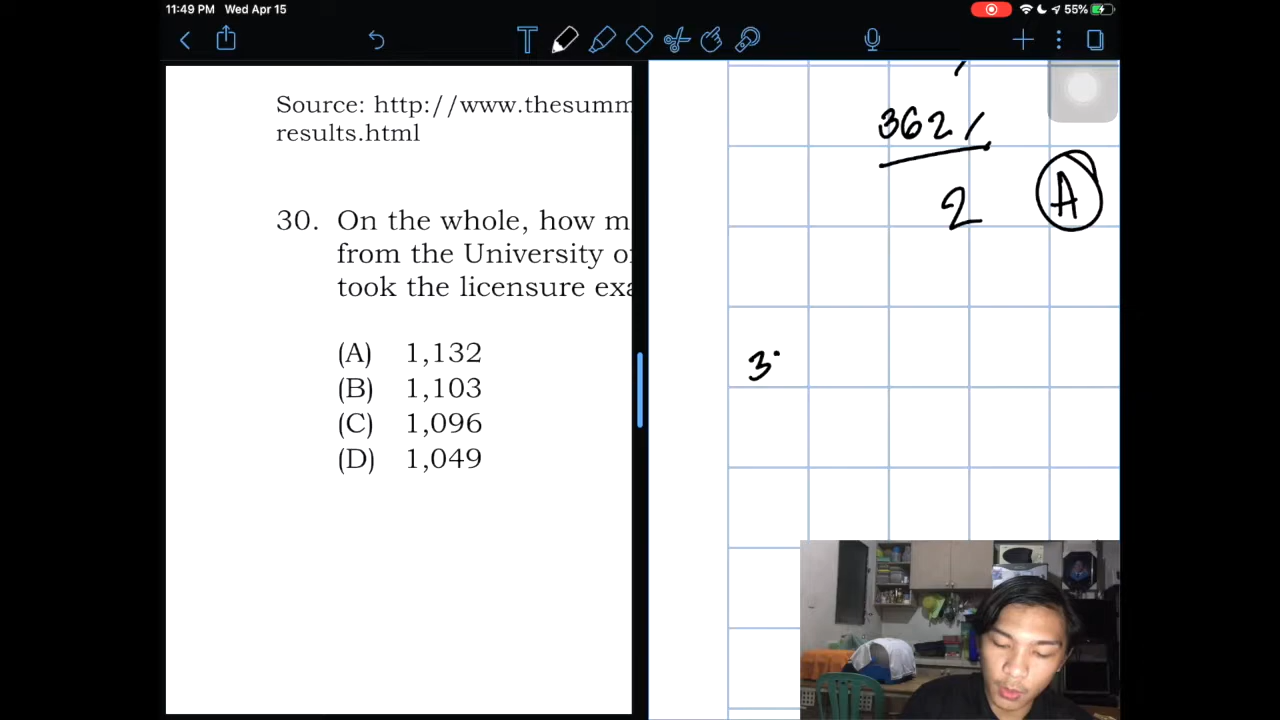 11:49 PM Wed Apr 15
55%
Source: http://www.thesumm
results.html
30. On the whole, how m
from the University o
took the licensure exa
(A) 1,132
(B) 1,103
(C) 1,096
(D) 1,049
362
2 A
3